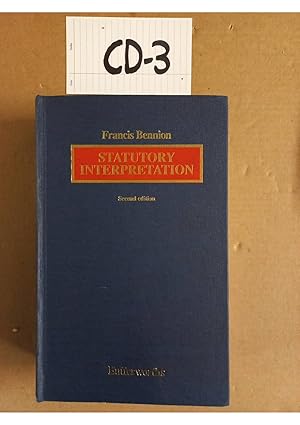 CD-3
Francis Bennion
STATUTORY
INTERPRETATION
Second edition
Butterworths